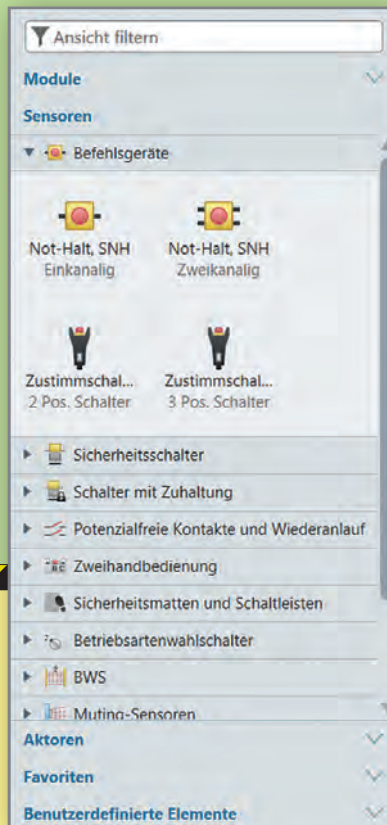 Ansicht filtern
Module
Sensoren
Befehlsgeräte
Not-Halt, SNH Not-Halt, SNH
Einkanalig Zweikanalig
Zustimmschal... Zustimmschal...
2 Pos. Schalter 3 Pos. Schalter
Sicherheitsschalter
Schalter mit Zuhaltung
Potenzialfreie Kontakte und Wiederanlauf
Zweihandbedienung
Sicherheitsmatten und Schaltleisten
Betriebsartenwahlschalter
BWS
Muting-Sensoren
Aktoren
Favoriten
Benutzerdefinierte Elemente